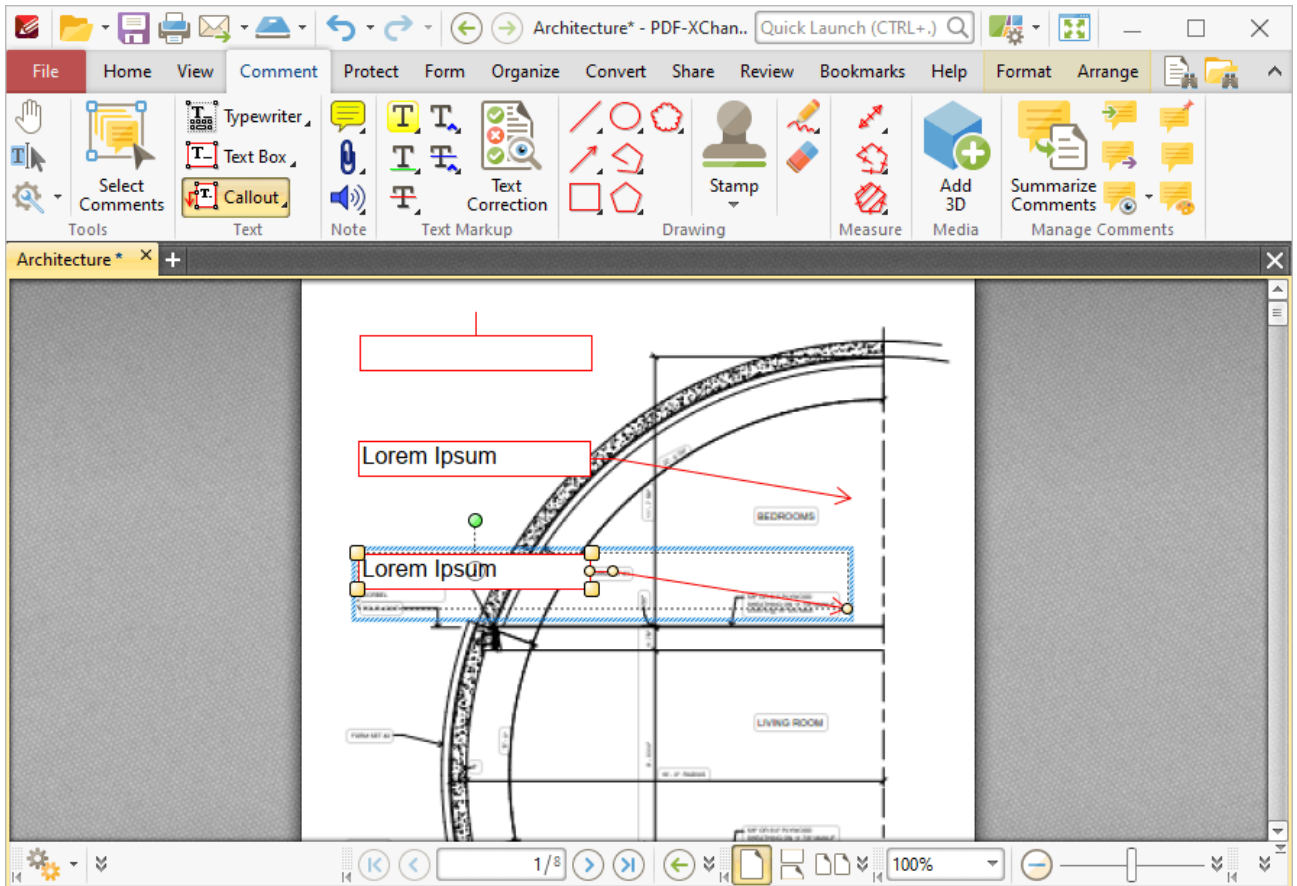 Architecture* - PDF-XChan..
Quick Launch (CTRL+.)
File Home View Comment Protect Form Organize Convert Share Review Bookmarks Help Format Arrange
Typewriter
Text Box
Callout
Select
Comments
Text
Correction
Stamp
Add
3D
Summarize
Comments
Tools Text Note Text Markup Drawing Measure Media Manage Comments
Architecture *
Lorem Ipsum
BEDROOMS
Lorem Ipsum
LIVING ROOM
1/8
100%